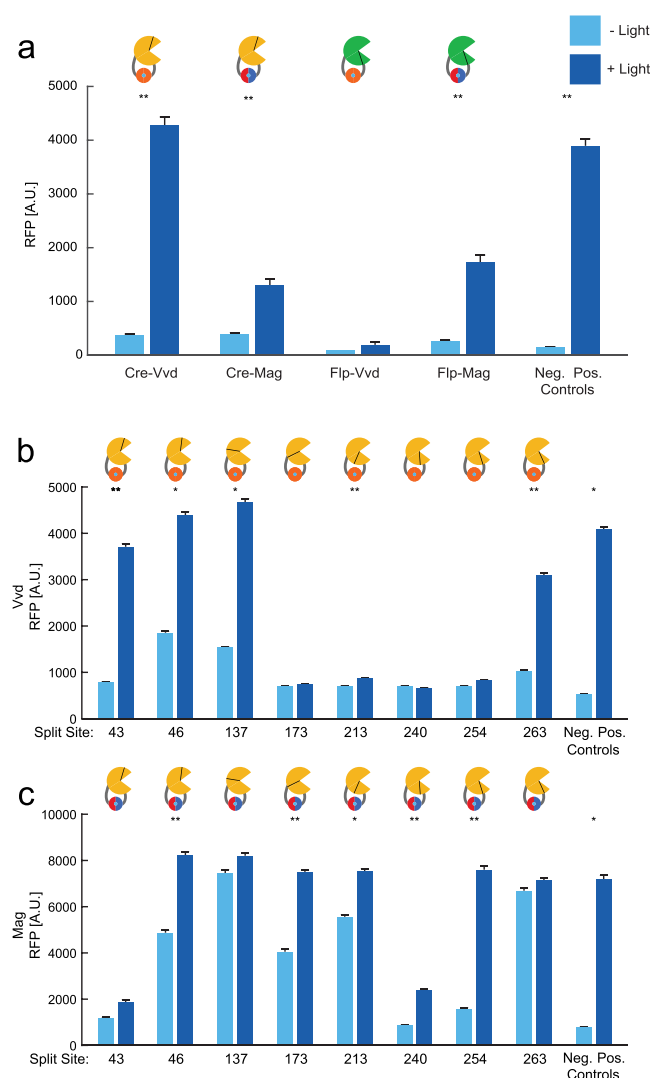 a
- Light
+ Light
** ** ** **
5000
4000
3000
2000
1000
0
RFP [A.U.]
Cre-Vvd Cre-Mag Flp-Vvd Flp-Mag Neg. Pos.
Controls
b
** * * ** ** *
5000
4000
3000
2000
1000
0
Vvd
RFP [A.U.]
Split Site: 43 46 137 173 213 240 254 263 Neg. Pos.
Controls
c
** ** * ** ** *
10000
8000
6000
4000
2000
0
Mag
RFP [A.U.]
Split Site: 43 46 137 173 213 240 254 263 Neg. Pos.
Controls